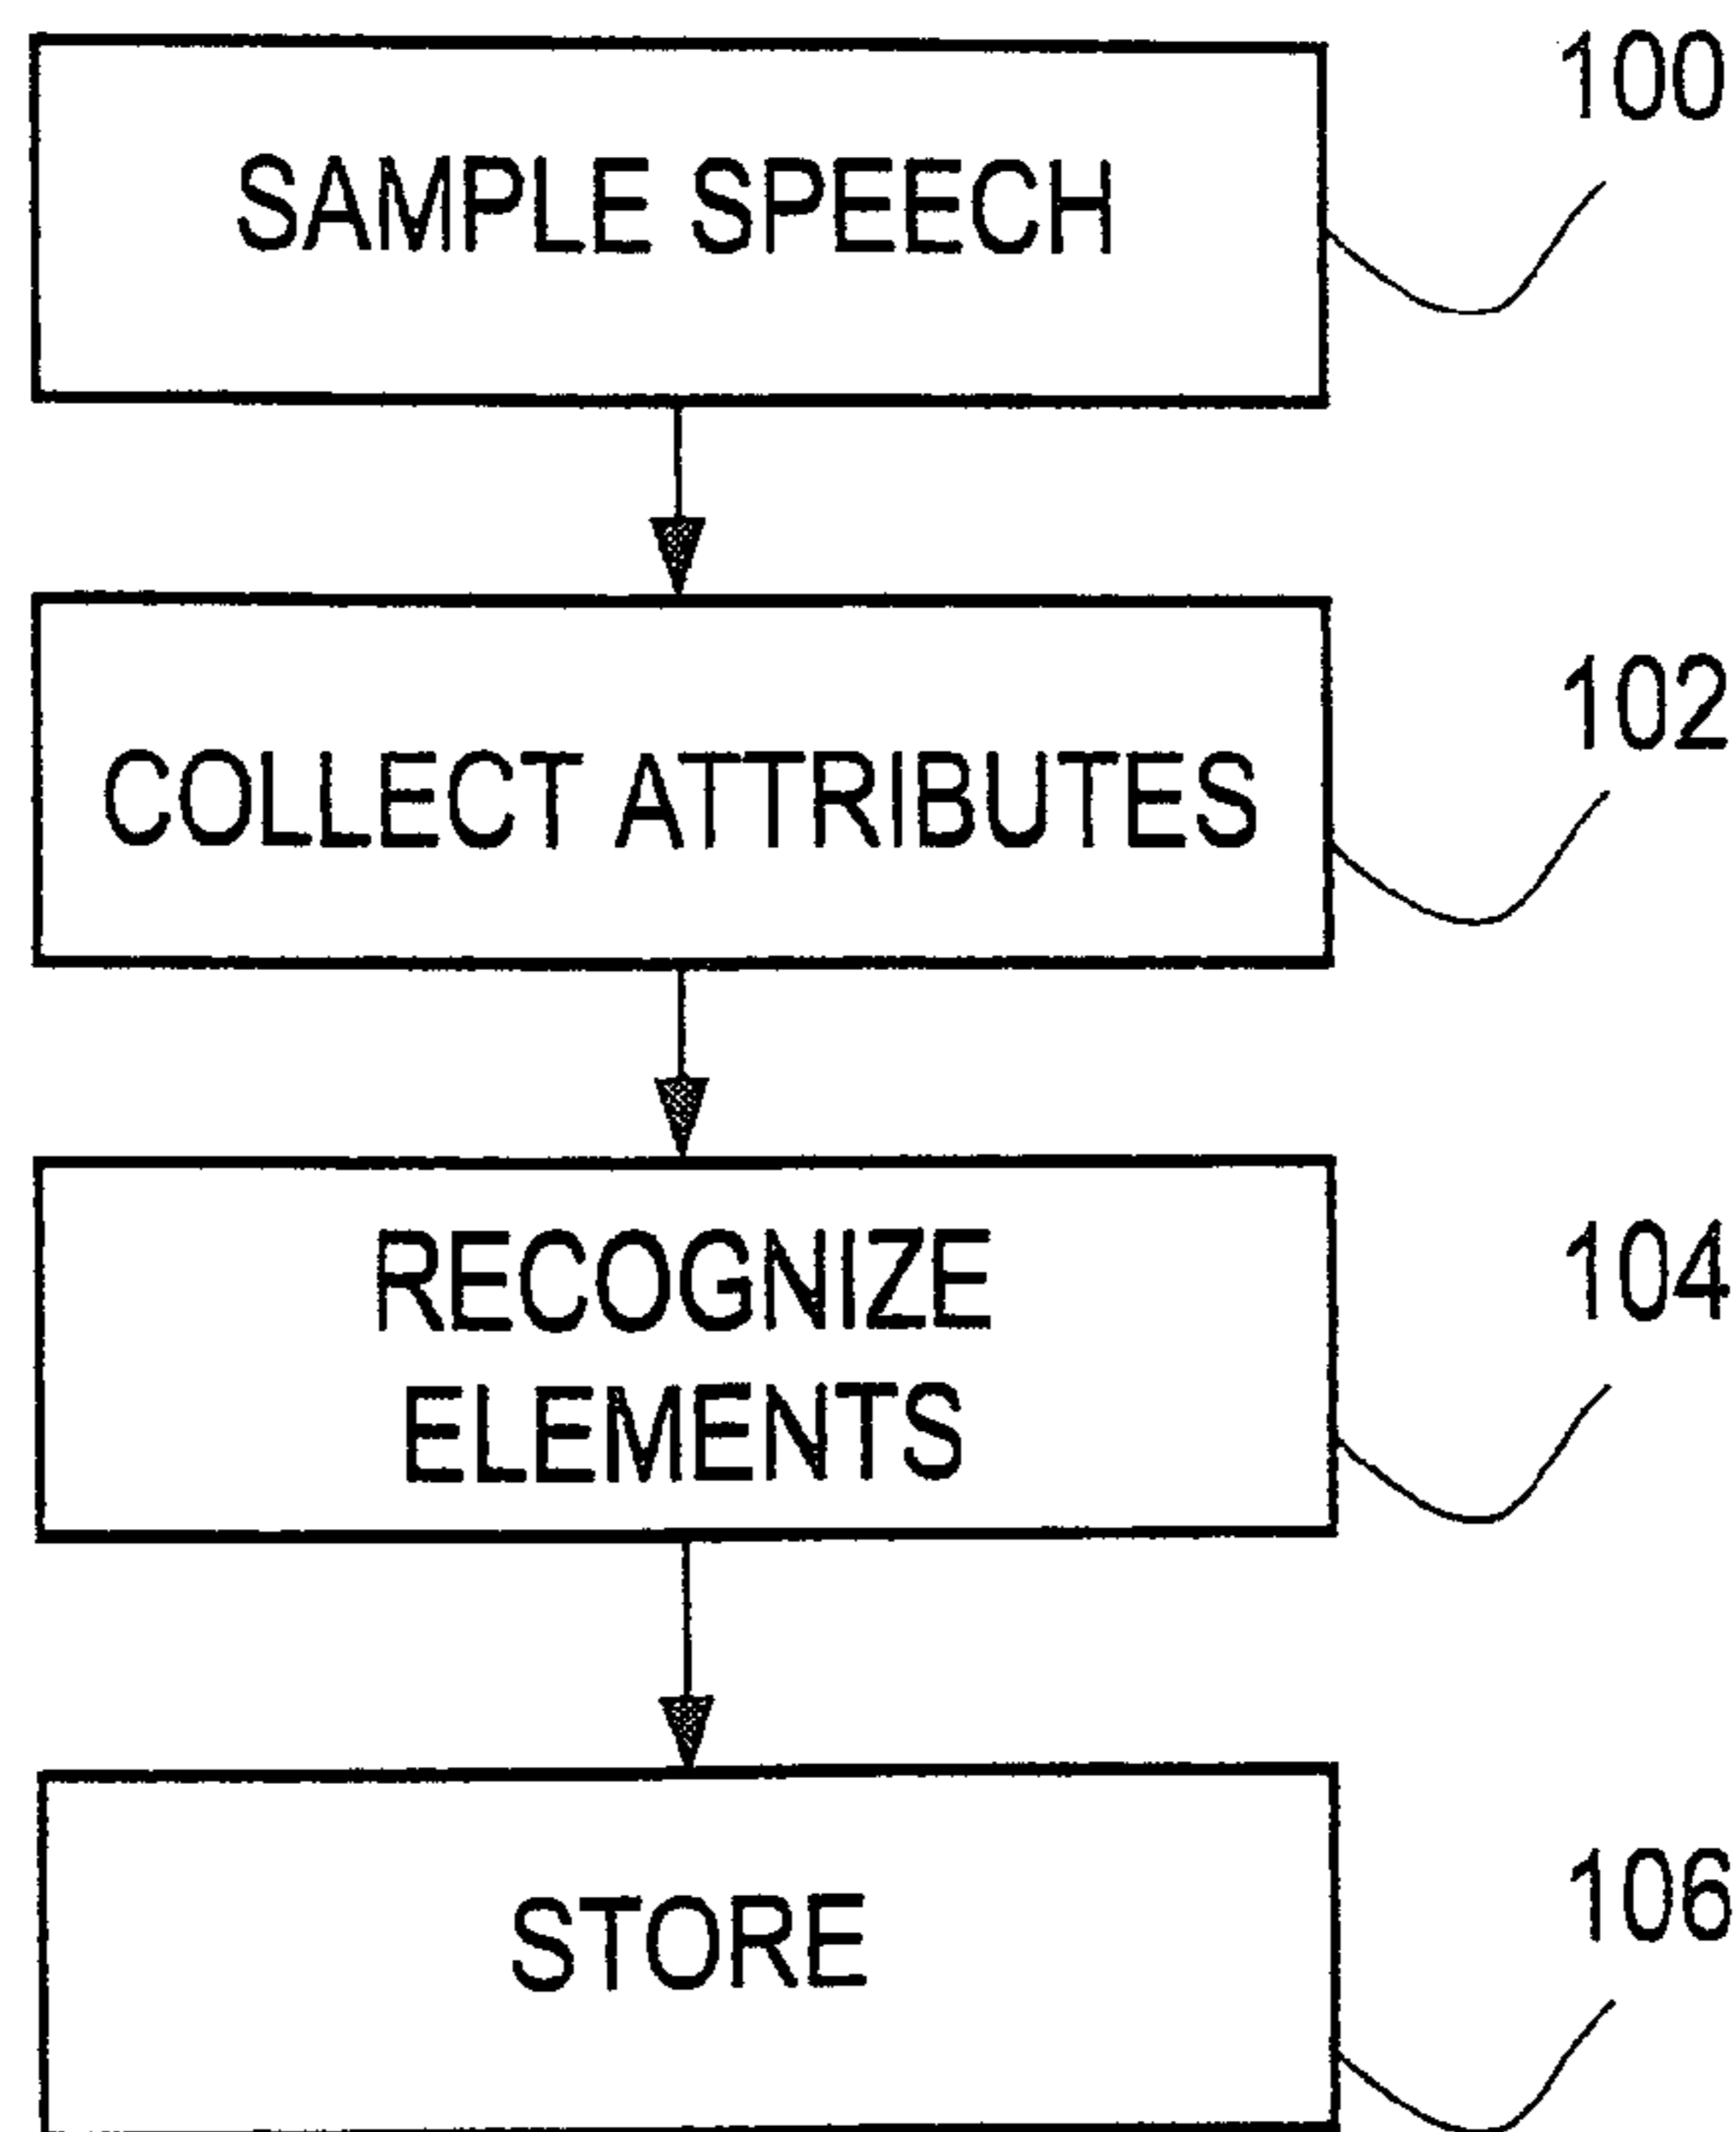 SAMPLE SPEECH
100
COLLECT ATTRIBUTES
102
RECOGNIZE
ELEMENTS
104
STORE
106